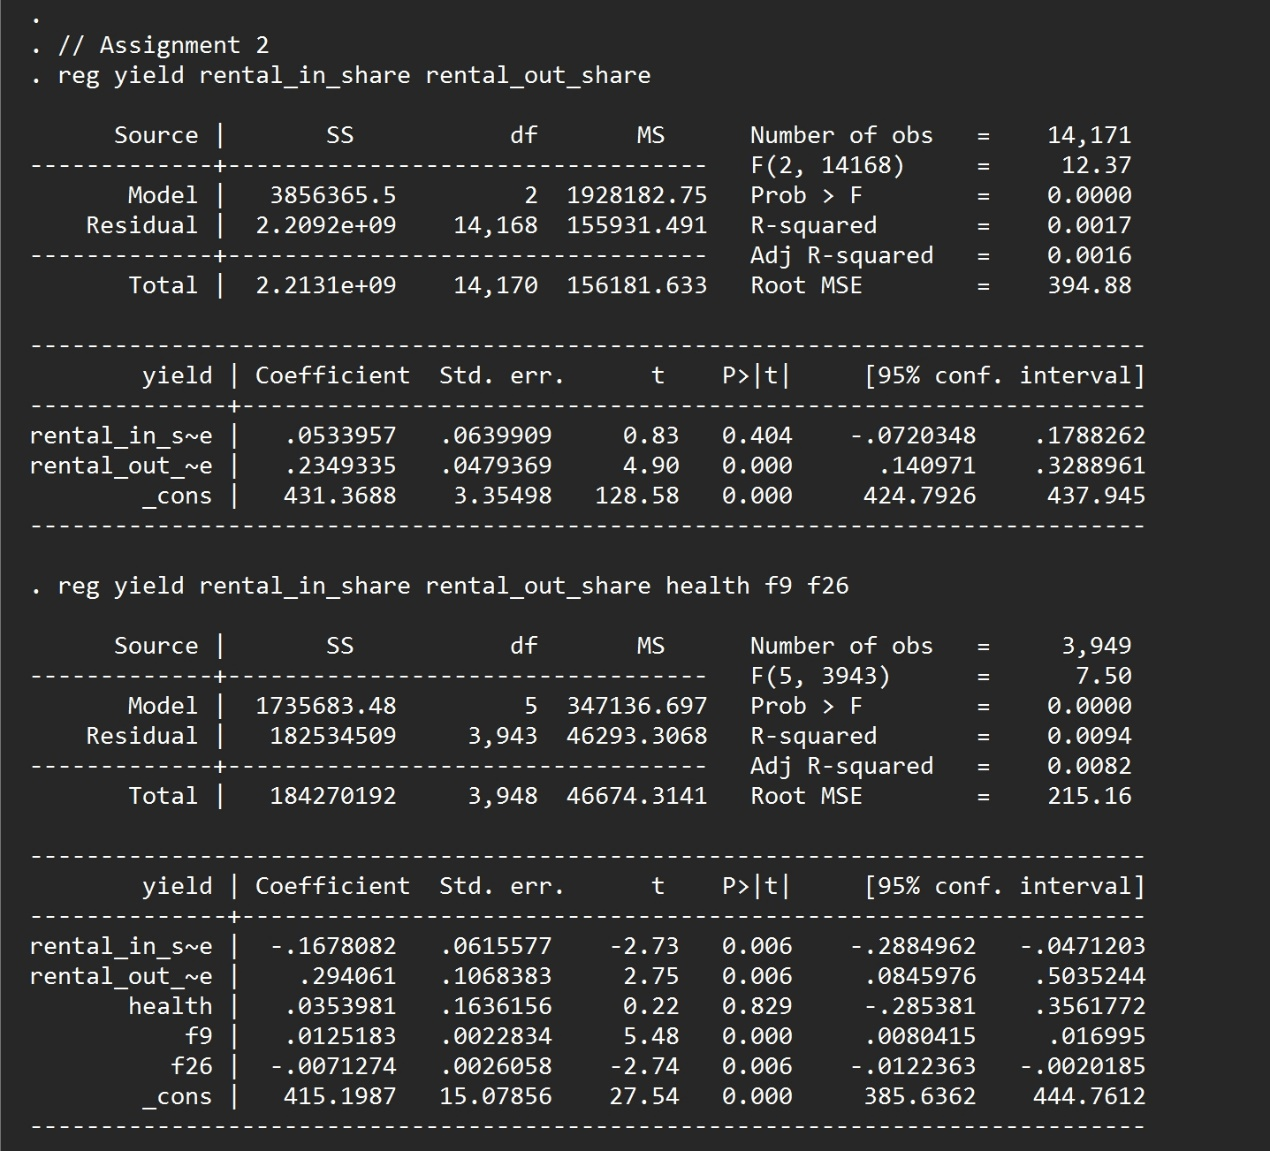 .
. // Assignment 2
. reg yield rental_in_share rental_out_share
      Source |       SS           df       MS      Number of obs   =    14,171
-------------+----------------------------------   F(2, 14168)     =     12.37
       Model |   3856365.5         2  1928182.75   Prob > F        =    0.0000
    Residual |  2.2092e+09    14,168  155931.491   R-squared       =    0.0017
-------------+----------------------------------   Adj R-squared   =    0.0016
       Total |  2.2131e+09    14,170  156181.633   Root MSE        =    394.88
-------------------------------------------------------------------------------
        yield | Coefficient  Std. err.      t    P>|t|     [95% conf. interval]
--------------+----------------------------------------------------------------
rental_in_s~e |   .0533957   .0639909     0.83   0.404    -.0720348    .1788262
rental_out_~e |    .2349335   .0479369     4.90   0.000      .140971    .3288961
        _cons |   431.3688    3.35498   128.58   0.000     424.7926     437.945
-------------------------------------------------------------------------------
. reg yield rental_in_share rental_out_share health f9 f26
      Source |       SS           df       MS      Number of obs   =     3,949
-------------+----------------------------------   F(5, 3943)      =      7.50
       Model |  1735683.48         5  347136.697   Prob > F        =    0.0000
    Residual |   182534509     3,943  46293.3068   R-squared       =    0.0094
-------------+----------------------------------   Adj R-squared   =    0.0082
       Total |   184270192     3,948  46674.3141   Root MSE        =    215.16
-------------------------------------------------------------------------------
        yield | Coefficient  Std. err.      t    P>|t|     [95% conf. interval]
--------------+----------------------------------------------------------------
rental_in_s~e |  -.1678082   .0615577    -2.73   0.006    -.2884962   -.0471203
rental_out_~e |    .294061   .1068383     2.75   0.006     .0845976    .5035244
       health |   .0353981   .1636156     0.22   0.829     -.285381    .3561772
           f9 |   .0125183   .0022834     5.48   0.000     .0080415     .016995
          f26 |  -.0071274   .0026058    -2.74   0.006    -.0122363   -.0020185
        _cons |   415.1987   15.07856    27.54   0.000     385.6362    444.7612
-------------------------------------------------------------------------------